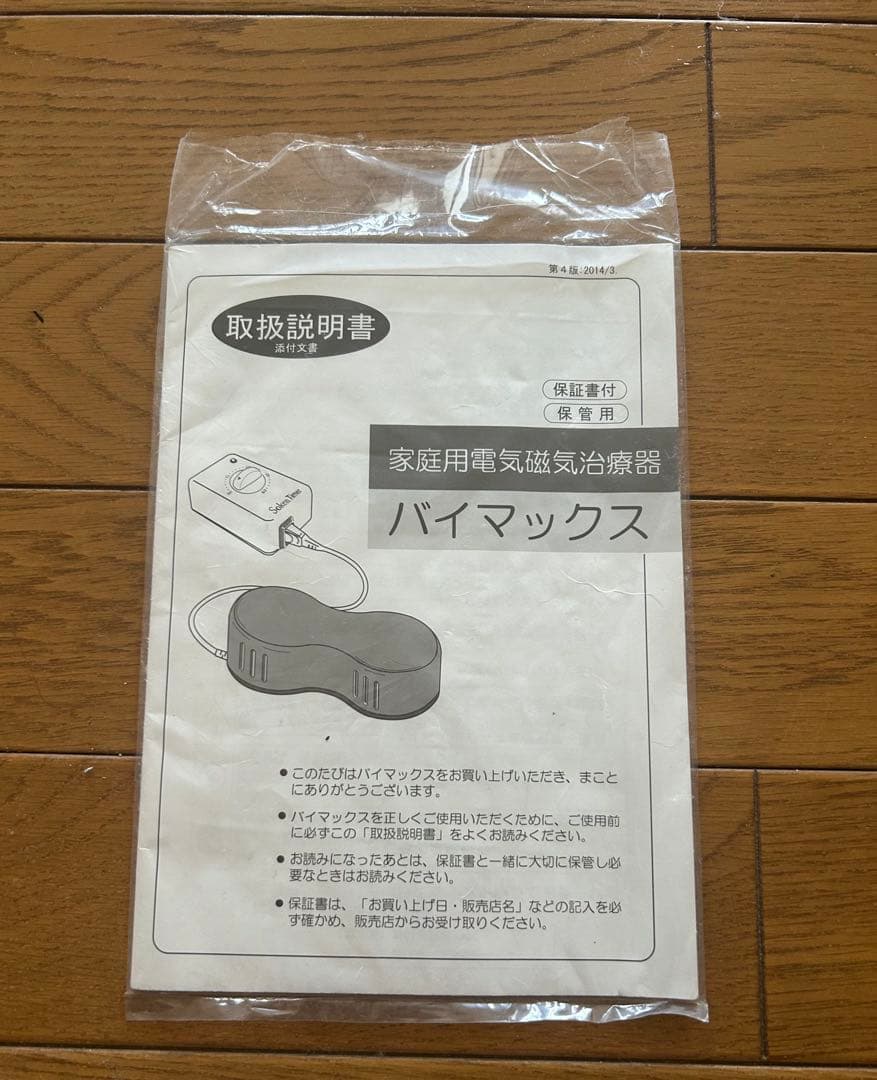 第4版:2014/3.
取扱説明書
添付文書
保証書付
保管用
家庭用電気磁気治療器
バイマックス
Solen Timer
●このたびはバイマックスをお買い上げいただき、まこと
にありがとうございます。
●バイマックスを正しくご使用いただくために、ご使用前
に必ずこの「取扱説明書」をよくお読みください。
●お読みになったあとは、保証書と一緒に大切に保管し必
要なときはお読みください。
●保証書は、「お買い上げ日・販売店名」などの記入を必
ず確かめ、販売店からお受け取りください。